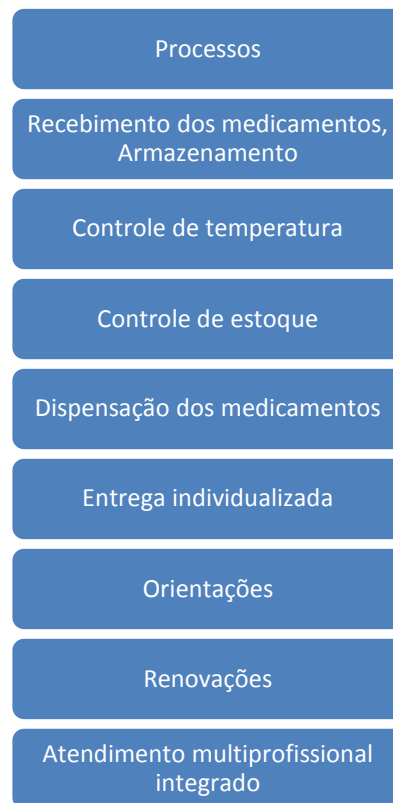 Processos
Recebimento dos medicamentos,
Armazenamento
Controle de temperatura
Controle de estoque
Dispensação dos medicamentos
Entrega individualizada
Orientações
Renovações
Atendimento multiprofissional
integrado